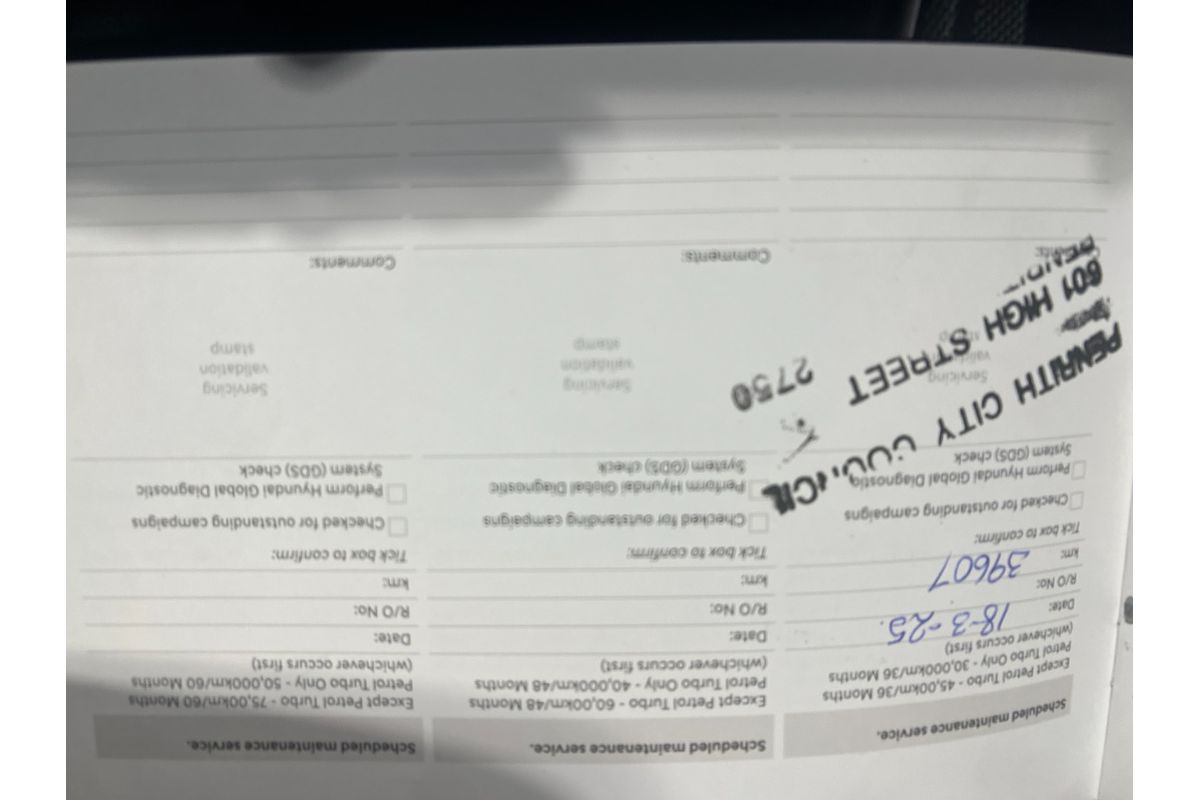 Scheduled maintenance service.
Except Petrol Turbo - 45,00km/36 Months
Petrol Turbo Only - 30,000km/36 Months
(whichever occurs first)
Date: 18-3-25.
R/O No:
km: 39607
Tick box to confirm:
Checked for outstanding campaigns
Perform Hyundai Global Diagnostic
System (GDS) check
Servicing
PENRITH CITY COUNCIL
601 HIGH STREET
2750
Scheduled maintenance service.
Except Petrol Turbo - 60,00km/48 Months
Petrol Turbo Only - 40,000km/48 Months
(whichever occurs first)
Date:
R/O No:
km:
Tick box to confirm:
Checked for outstanding campaigns
Perform Hyundai Global Diagnostic
System (GDS) check
Servicing
validation
stamp
Comments:
Scheduled maintenance service.
Except Petrol Turbo - 75,00km/60 Months
Petrol Turbo Only - 50,000km/60 Months
(whichever occurs first)
Date:
R/O No:
km:
Tick box to confirm:
Checked for outstanding campaigns
Perform Hyundai Global Diagnostic
System (GDS) check
Servicing
validation
stamp
Comments: